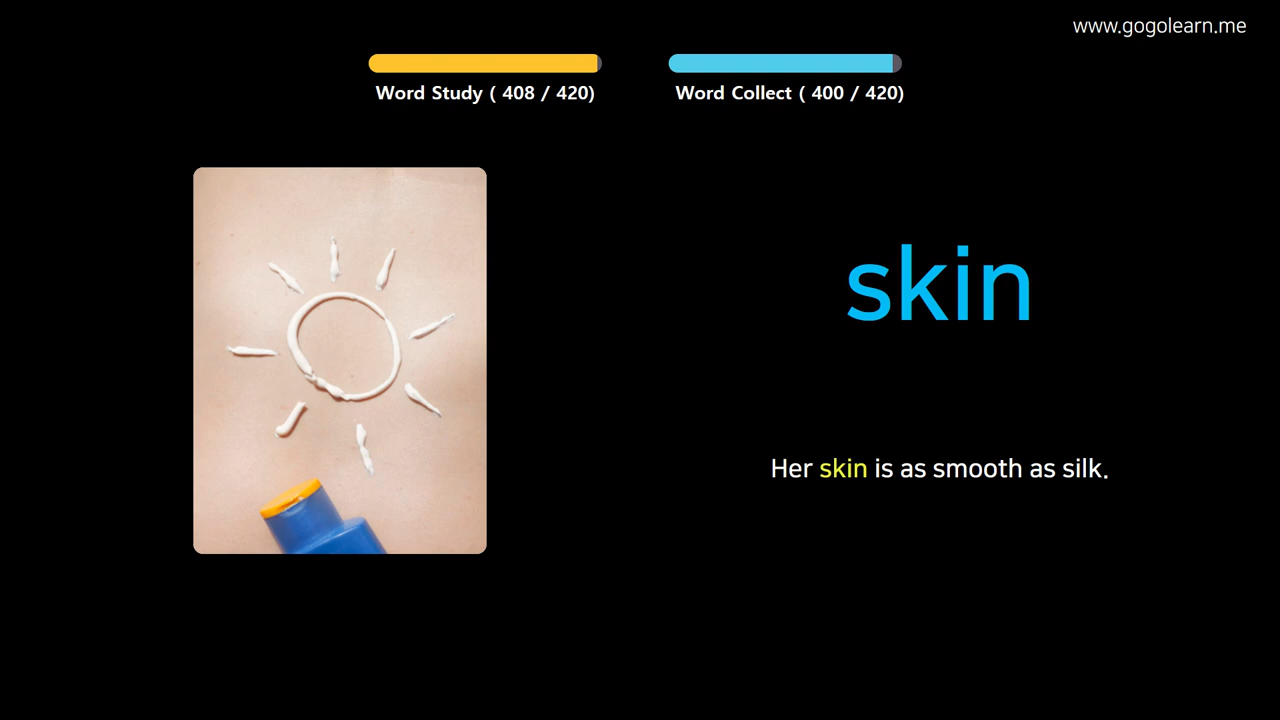 www.gogolearn.me
Word Study ( 408 / 420)
Word Collect ( 400 / 420)
skin
Her skin is as smooth as silk.